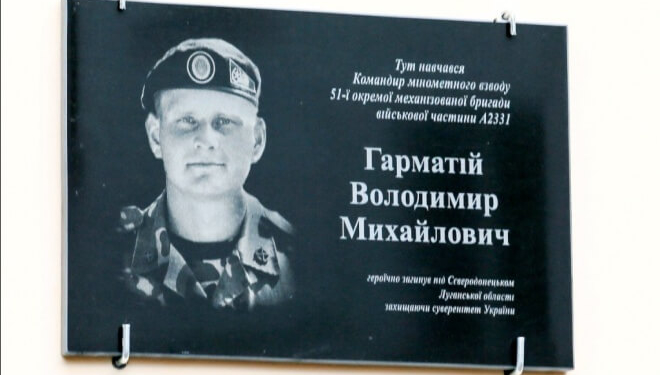 Тут навчався
Командир мінометного взводу
51-ї окремої механізованої бригади
військової частини А2331
Гарматій
Володимир
Михайлович
героїчно загинув під Сєвєродонецьком
Луганської області
захищаючи суверенітет України